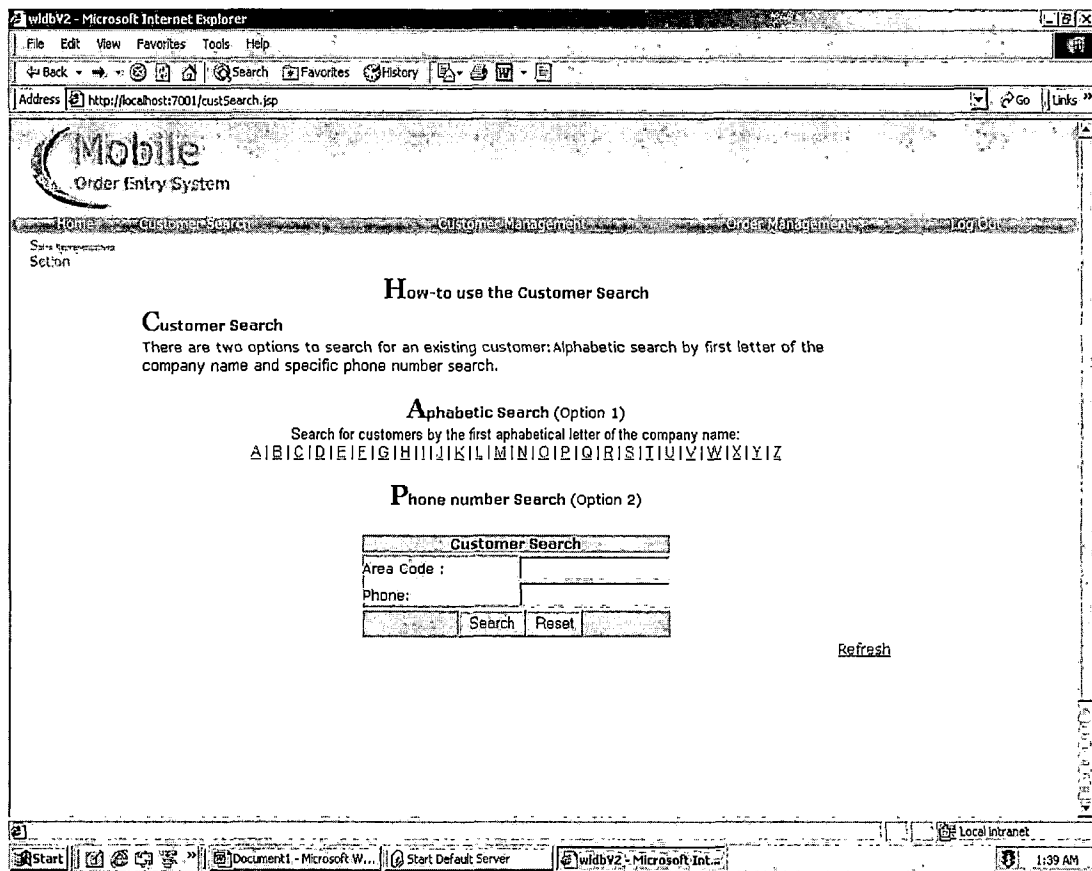 wldbV2 - Microsoft Internet Explorer
File Edit View Favorites Tools Help
Back Search Favorites History
Address http://localhost:7001/custSearch.jsp Go Links »
Mobile
Order Entry System
Home Customer Search Customer Management Order Management Log Out
Sales Representatives
Setion
How-to use the Customer Search
Customer Search
There are two options to search for an existing customer: Alphabetic search by first letter of the
company name and specific phone number search.
Aphabetic Search (Option 1)
Search for customers by the first aphabetical letter of the company name:
A|B|C|D|E|F|G|H|I|J|K|L|M|N|O|P|Q|R|S|T|U|V|W|X|Y|Z
Phone number Search (Option 2)
Customer Search
Area Code :
Phone:
Search Reset
Refresh
Local intranet
Start » Document1 - Microsoft W... Start Default Server wldbV2 - Microsoft Int... 1:39 AM